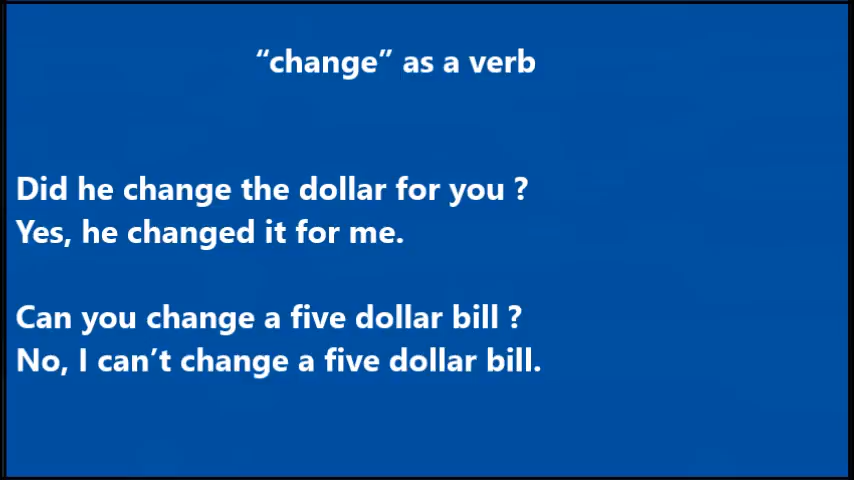 “change” as a verb
Did he change the dollar for you ?
Yes, he changed it for me.
Can you change a five dollar bill ?
No, I can’t change a five dollar bill.